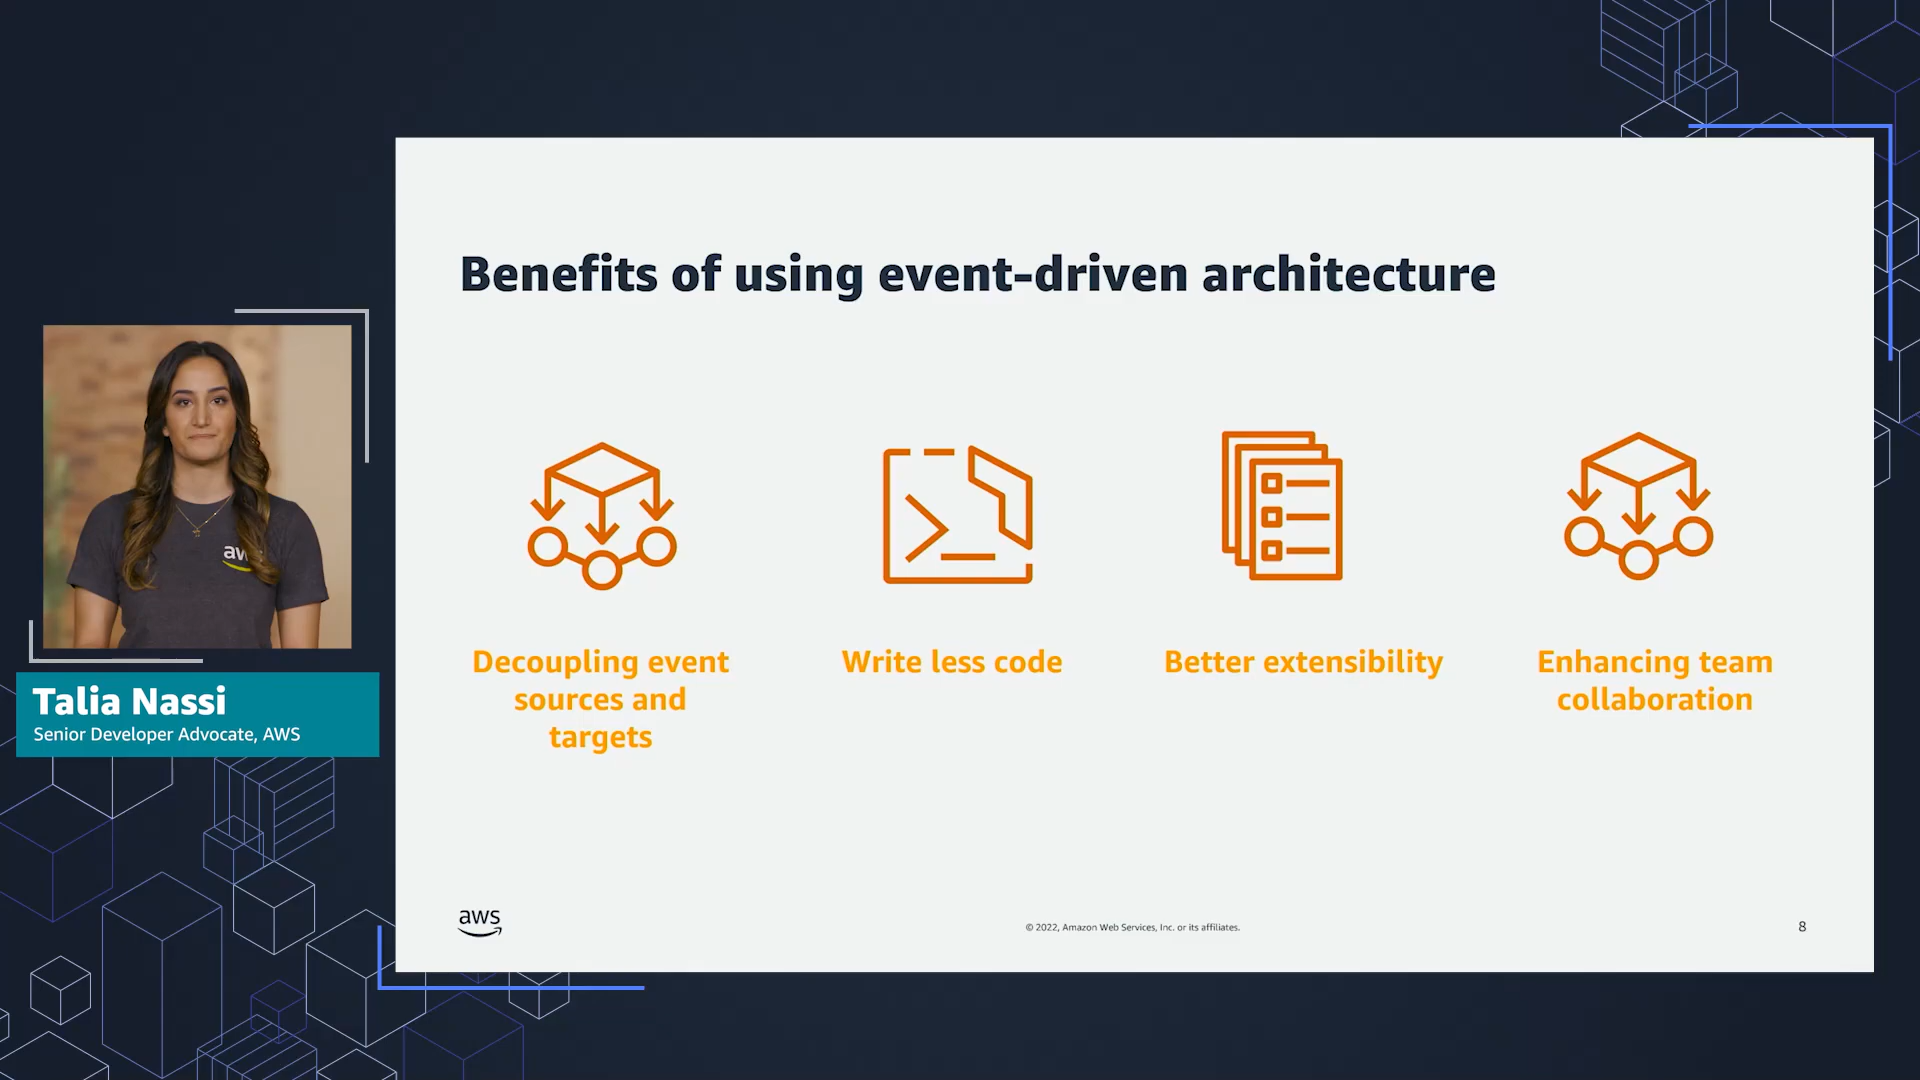 Benefits of using event-driven architecture
Decoupling event
sources and
targets
Write less code
Better extensibility
Enhancing team
collaboration
aws
Talia Nassi
Senior Developer Advocate, AWS
aws
© 2022, Amazon Web Services, Inc. or its affiliates.
8